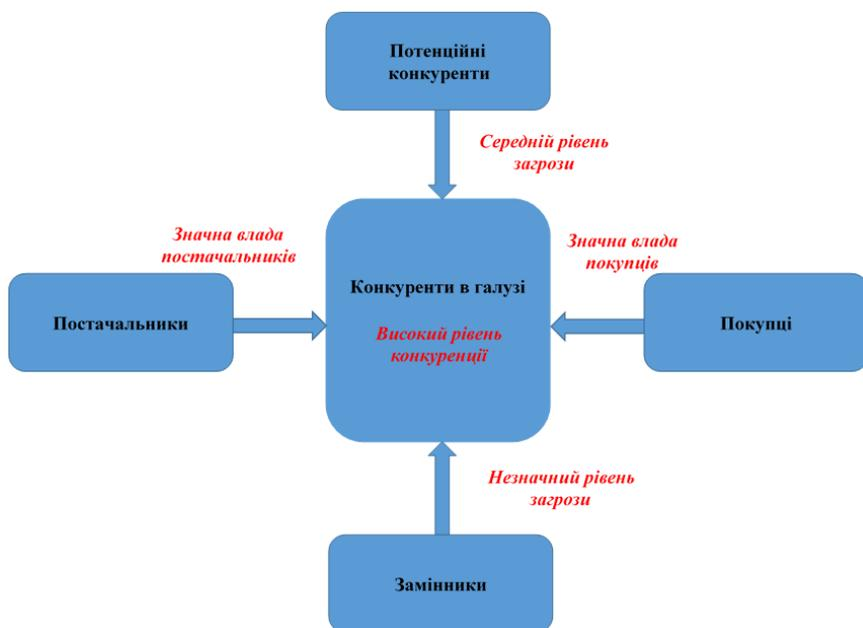 Потенційні
конкуренти
Середній рівень
загрози
Значна влада
постачальників
Значна влада
покупців
Постачальники
Конкуренти в галузі
Високий рівень
конкуренції
Покупці
Незначний рівень
загрози
Замінники